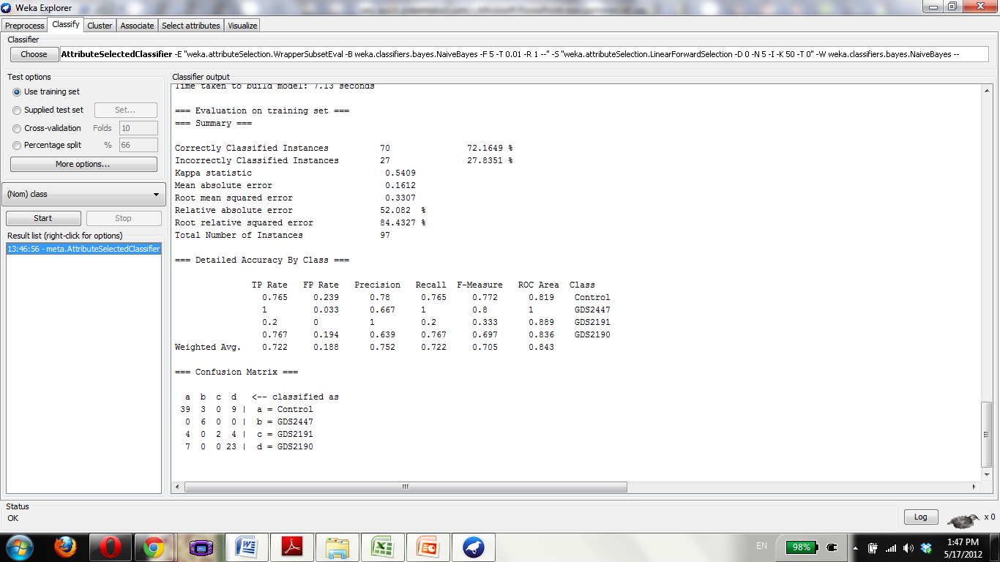 Weka Explorer
Preprocess Classify Cluster Associate Select attributes Visualize
Classifier
Choose AttributeSelectedClassifier -E "weka.attributeSelection.WrapperSubsetEval -B weka.classifiers.bayes.NaiveBayes -F 5 -T 0.01 -R 1 --" -S "weka.attributeSelection.LinearForwardSelection -D 0 -N 5 -I -K 50 -T 0" -W weka.classifiers.bayes.NaiveBayes --
Test options
Use training set
Supplied test set Set...
Cross-validation Folds 10
Percentage split % 66
More options...
(Nom) class
Start Stop
Result list (right-click for options)
13:46:56 - meta.AttributeSelectedClassifier
Classifier output
Time taken to build model: 7.13 seconds
=== Evaluation on training set ===
=== Summary ===
Correctly Classified Instances 70 72.1649 %
Incorrectly Classified Instances 27 27.8351 %
Kappa statistic 0.5409
Mean absolute error 0.1612
Root mean squared error 0.3307
Relative absolute error 52.082 %
Root relative squared error 84.4327 %
Total Number of Instances 97
=== Detailed Accuracy By Class ===
TP Rate FP Rate Precision Recall F-Measure ROC Area Class
0.765 0.239 0.78 0.765 0.772 0.819 Control
1 0.033 0.667 1 0.8 1 GDS2447
0.2 0 1 0.2 0.333 0.889 GDS2191
0.767 0.194 0.639 0.767 0.697 0.836 GDS2190
Weighted Avg. 0.722 0.188 0.752 0.722 0.705 0.843
=== Confusion Matrix ===
a b c d <-- classified as
39 3 0 9 | a = Control
0 6 0 0 | b = GDS2447
4 0 2 4 | c = GDS2191
7 0 0 23 | d = GDS2190
Status
OK
Log x 0
EN 98% 1:47 PM
5/17/2012